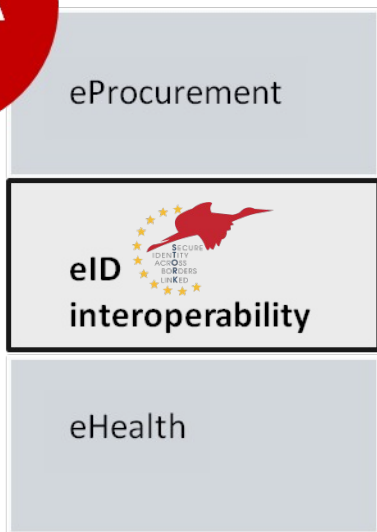 A
eProcurement
SECURE
IDENTITY
ACROSS
BORDERS
LINKED
eID
interoperability
eHealth